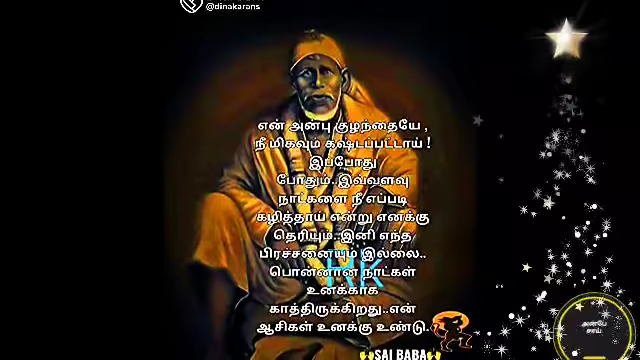 @dinakarans
என் அன்பு குழந்தையே ,
நீ மிகவும் கஷ்டப்பட்டாய் !
இப்போது
போதும்..இவ்வளவு
நாட்களை நீ எப்படி
கழித்தாய் என்று எனக்கு
தெரியும்..இனி எந்த
பிரச்சனையும் இல்லை..
பொன்னான நாட்கள்
உனக்காக
காத்திருக்கிறது..என்
ஆசிகள் உனக்கு உண்டு.
🙌SAI BABA🙌
அன்பே
சாய்